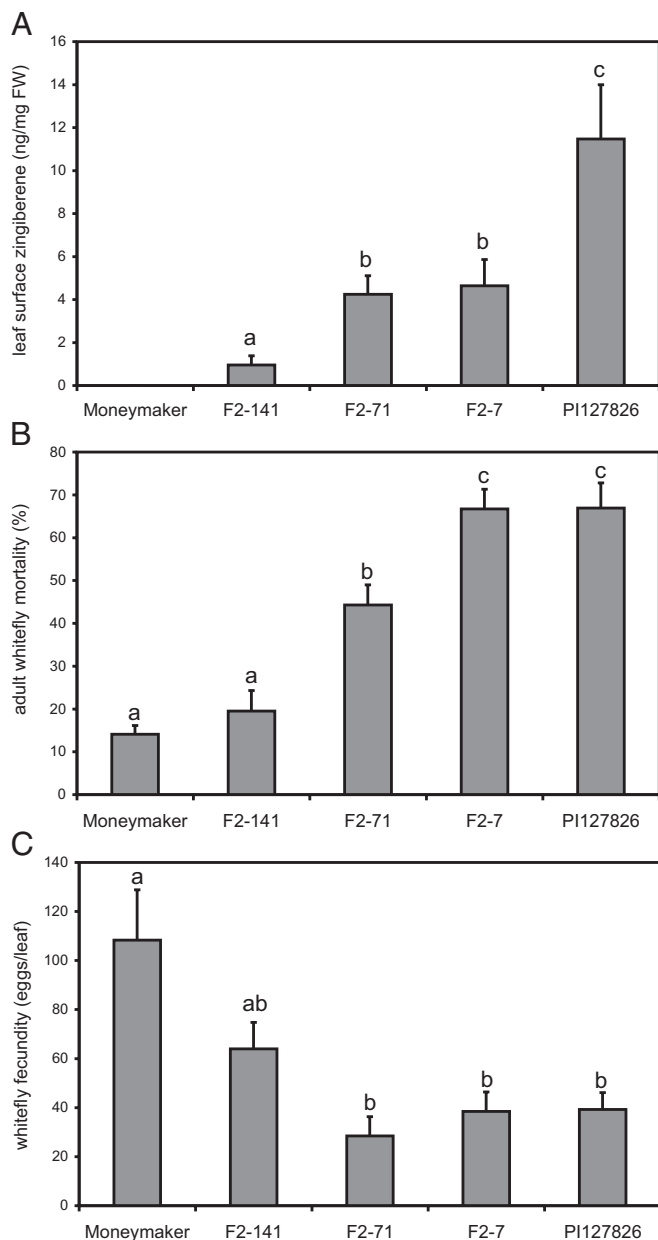 A
leaf surface zingiberene (ng/mg FW)
16
14
12
10
8
6
4
2
0
a
b
b
c
Moneymaker F2-141 F2-71 F2-7 PI127826
B
adult whitefly mortality (%)
80
70
60
50
40
30
20
10
0
a
a
b
c
c
Moneymaker F2-141 F2-71 F2-7 PI127826
C
whitefly fecundity (eggs/leaf)
140
120
100
80
60
40
20
0
a
ab
b
b
b
Moneymaker F2-141 F2-71 F2-7 PI127826